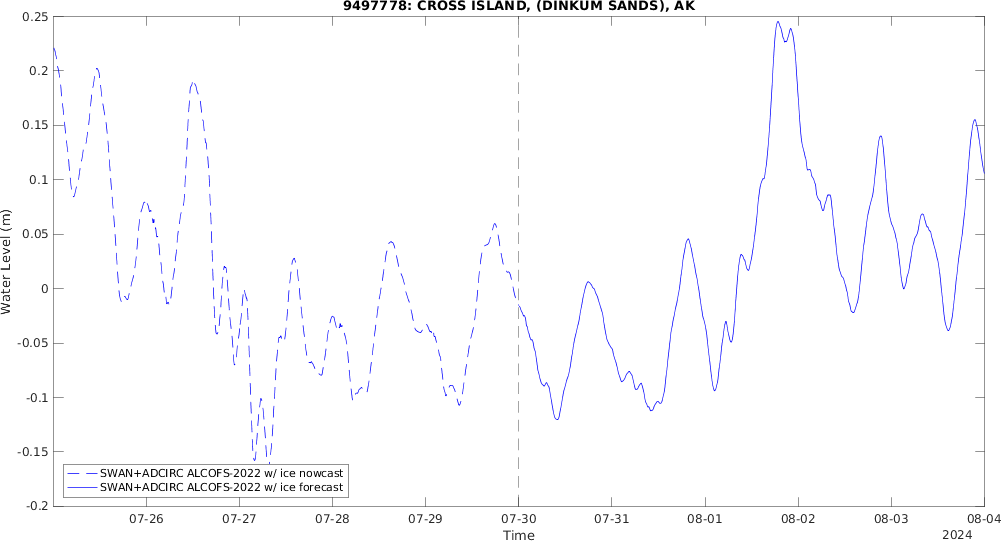 9497778: CROSS ISLAND, (DINKUM SANDS), AK
0.25
0.2
0.15
0.1
0.05
0
-0.05
-0.1
-0.15
-0.2
Water Level (m)
SWAN+ADCIRC ALCOFS-2022 w/ ice nowcast
SWAN+ADCIRC ALCOFS-2022 w/ ice forecast
07-26 07-27 07-28 07-29 07-30 07-31 08-01 08-02 08-03 08-04
Time
2024